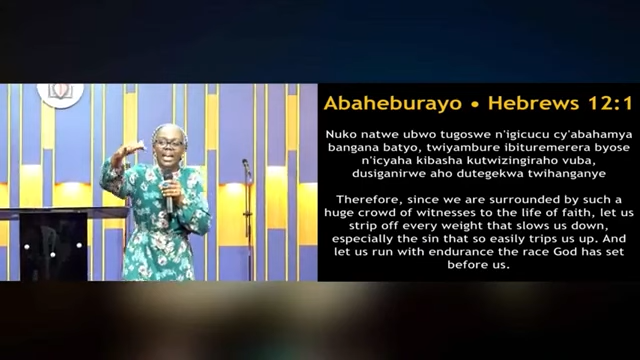 Abaheburayo • Hebrews 12:1
Nuko natwe ubwo tugoswe n'igicucu cy'abahamya
bangana batyo, twiyambure ibituremerera byose
n'icyaha kibasha kutwizingiraho vuba,
dusiganirwe aho dutegekwa twihanganye
Therefore, since we are surrounded by such a
huge crowd of witnesses to the life of faith, let us
strip off every weight that slows us down,
especially the sin that so easily trips us up. And
let us run with endurance the race God has set
before us.